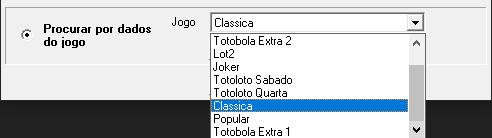 Procurar por dados
do jogo
Jogo
Classica
Totobola Extra 2
Lot2
Joker
Totoloto Sabado
Totoloto Quarta
Classica
Popular
Totobola Extra 1